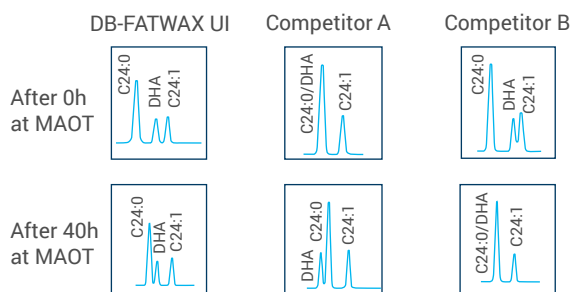 DB-FATWAX UI
Competitor A
Competitor B
After 0h
at MAOT
C24:0
DHA
C24:1
C24:0/DHA
C24:1
C24:0
DHA
C24:1
After 40h
at MAOT
C24:0
DHA
C24:1
DHA
C24:0
C24:1
C24:0/DHA
C24:1